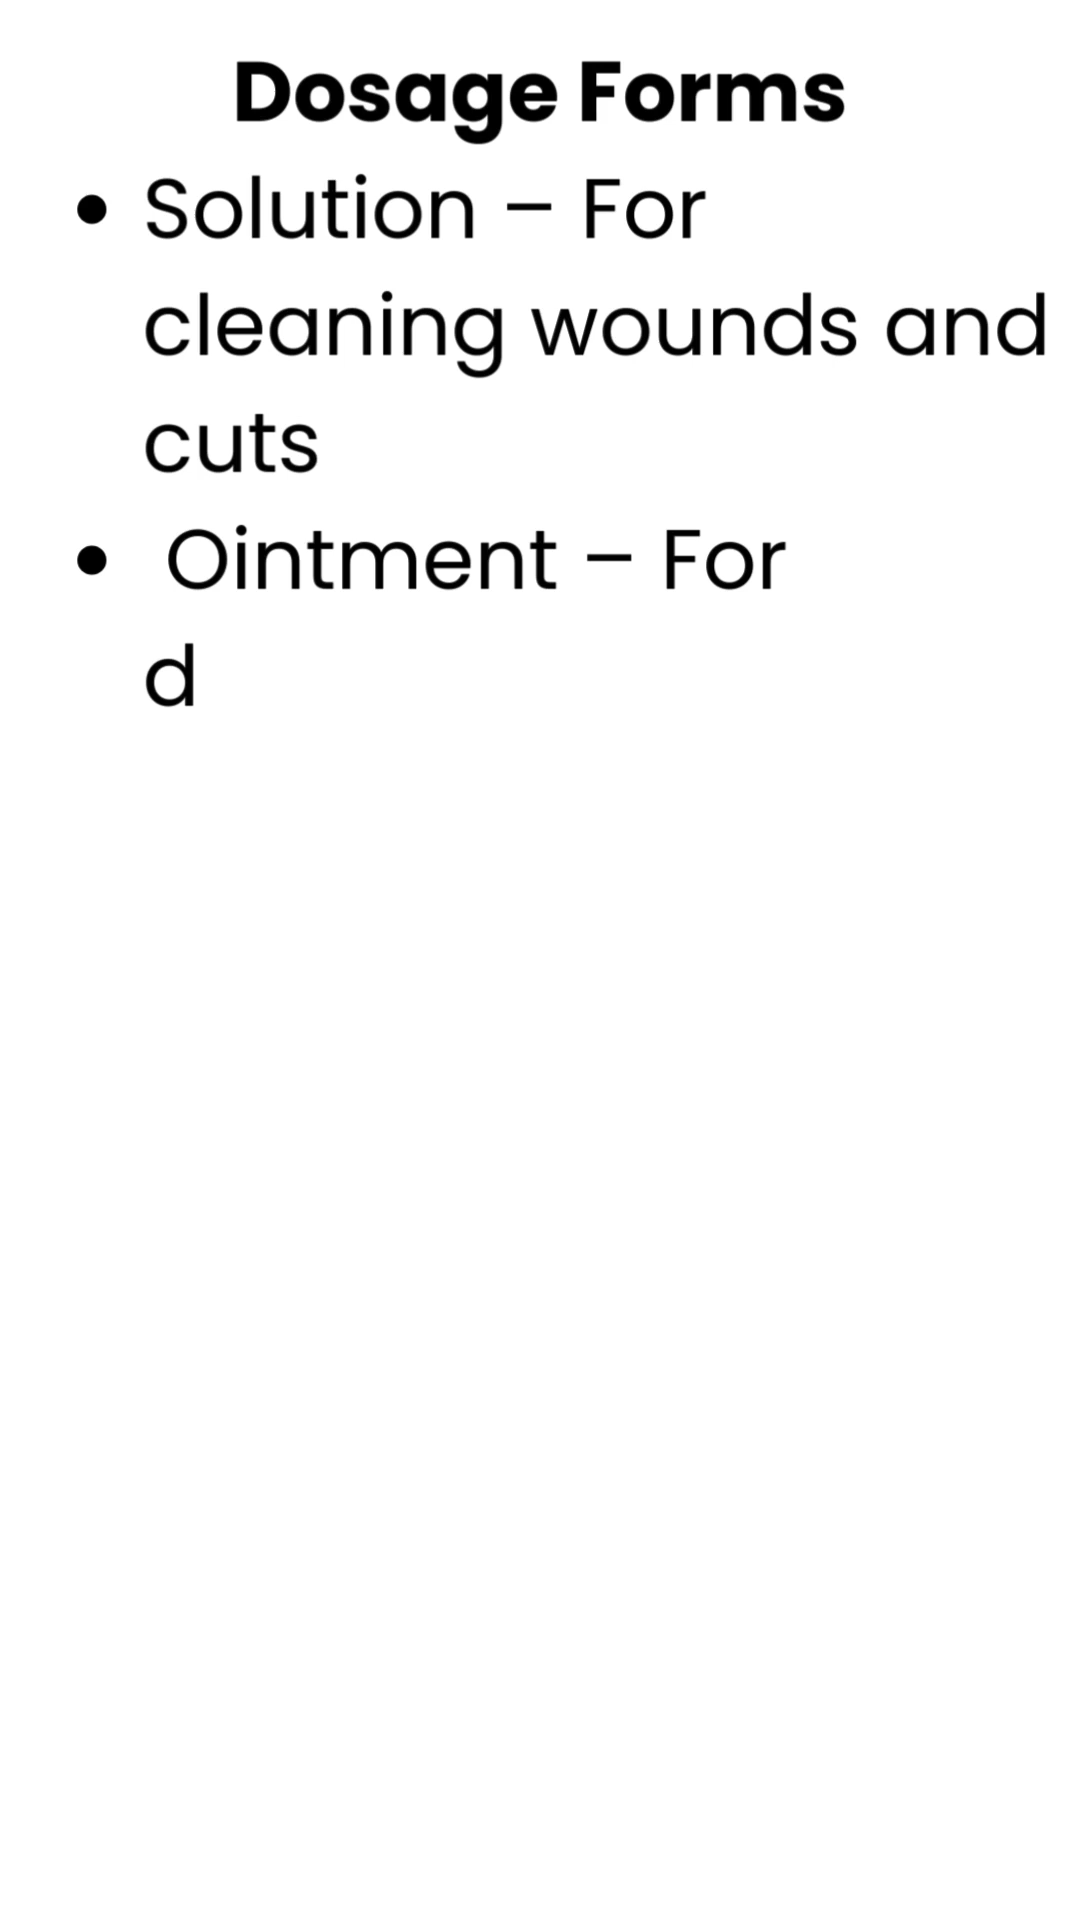 Dosage Forms
• Solution – For
cleaning wounds and
cuts
• Ointment – For
d